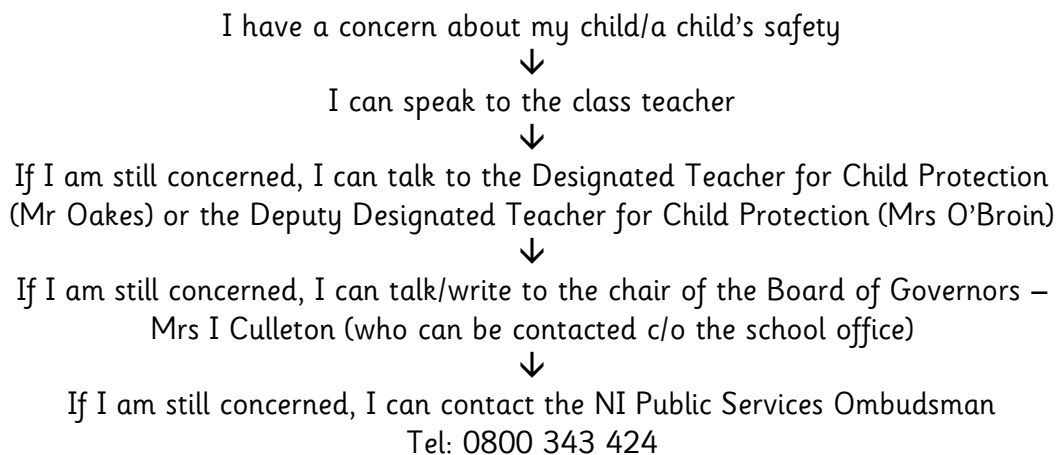 I have a concern about my child/a child's safety
↓
I can speak to the class teacher
↓
If I am still concerned, I can talk to the Designated Teacher for Child Protection
(Mr Oakes) or the Deputy Designated Teacher for Child Protection (Mrs O'Broin)
↓
If I am still concerned, I can talk/write to the chair of the Board of Governors –
Mrs I Culleton (who can be contacted c/o the school office)
↓
If I am still concerned, I can contact the NI Public Services Ombudsman
Tel: 0800 343 424